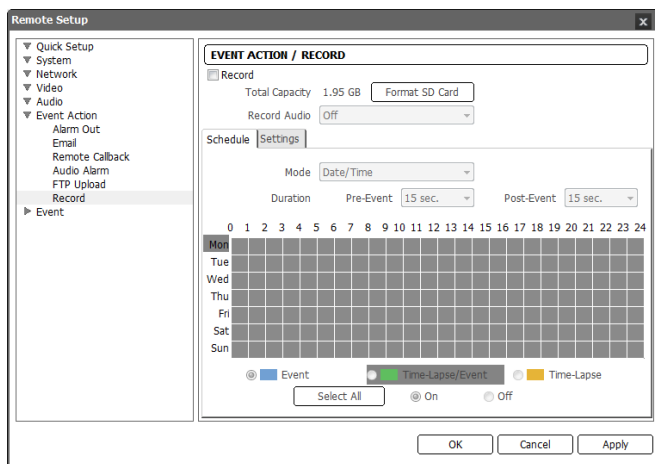 Remote Setup
x
Quick Setup
System
Network
Video
Audio
Event Action
Alarm Out
Email
Remote Callback
Audio Alarm
FTP Upload
Record
Event
EVENT ACTION / RECORD
Record
Total Capacity 1.95 GB Format SD Card
Record Audio Off
Schedule Settings
Mode Date/Time
Duration Pre-Event 15 sec. Post-Event 15 sec.
0 1 2 3 4 5 6 7 8 9 10 11 12 13 14 15 16 17 18 19 20 21 22 23 24
Mon
Tue
Wed
Thu
Fri
Sat
Sun
Event Time-Lapse/Event Time-Lapse
Select All On Off
OK Cancel Apply